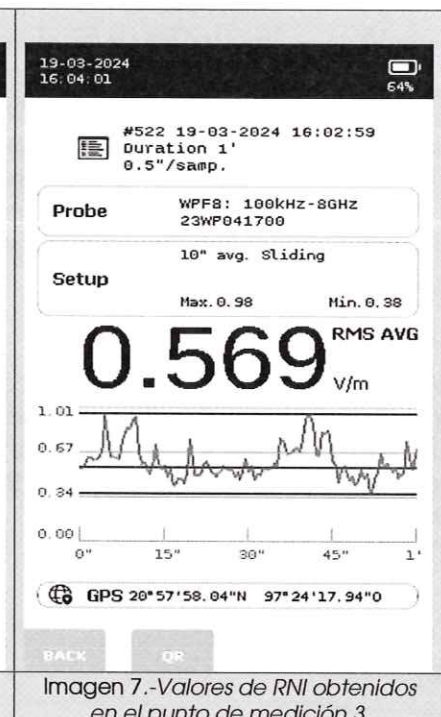 19-03-2024
16:04:01
64%
#522 19-03-2024 16:02:59
Duration 1'
0.5"/samp.
Probe
WPF8: 100kHz-8GHz
23WP041700
Setup
10" avg. Sliding
Max. 0.98 Min. 0.38
0.569 RMS AVG
V/m
1.01
0.67
0.34
0.00
0" 15" 30" 45" 1'
GPS 20°57'58.04"N 97°24'17.94"O
BACK QR
Imagen 7.-Valores de RNI obtenidos
en el punto de medición 3